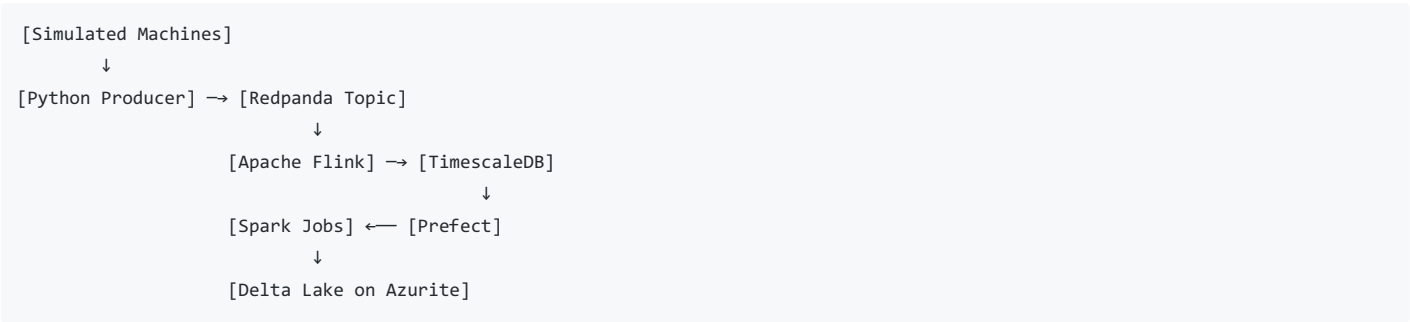 [Simulated Machines]
↓
[Python Producer] —→ [Redpanda Topic]
↓
[Apache Flink] —→ [TimescaleDB]
↓
[Spark Jobs] ←── [Prefect]
↓
[Delta Lake on Azurite]